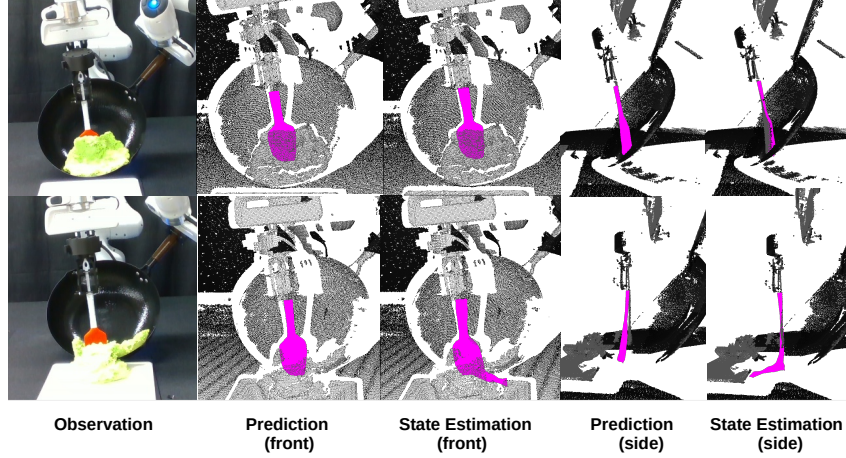 Observation
Prediction
(front)
State Estimation
(front)
Prediction
(side)
State Estimation
(side)